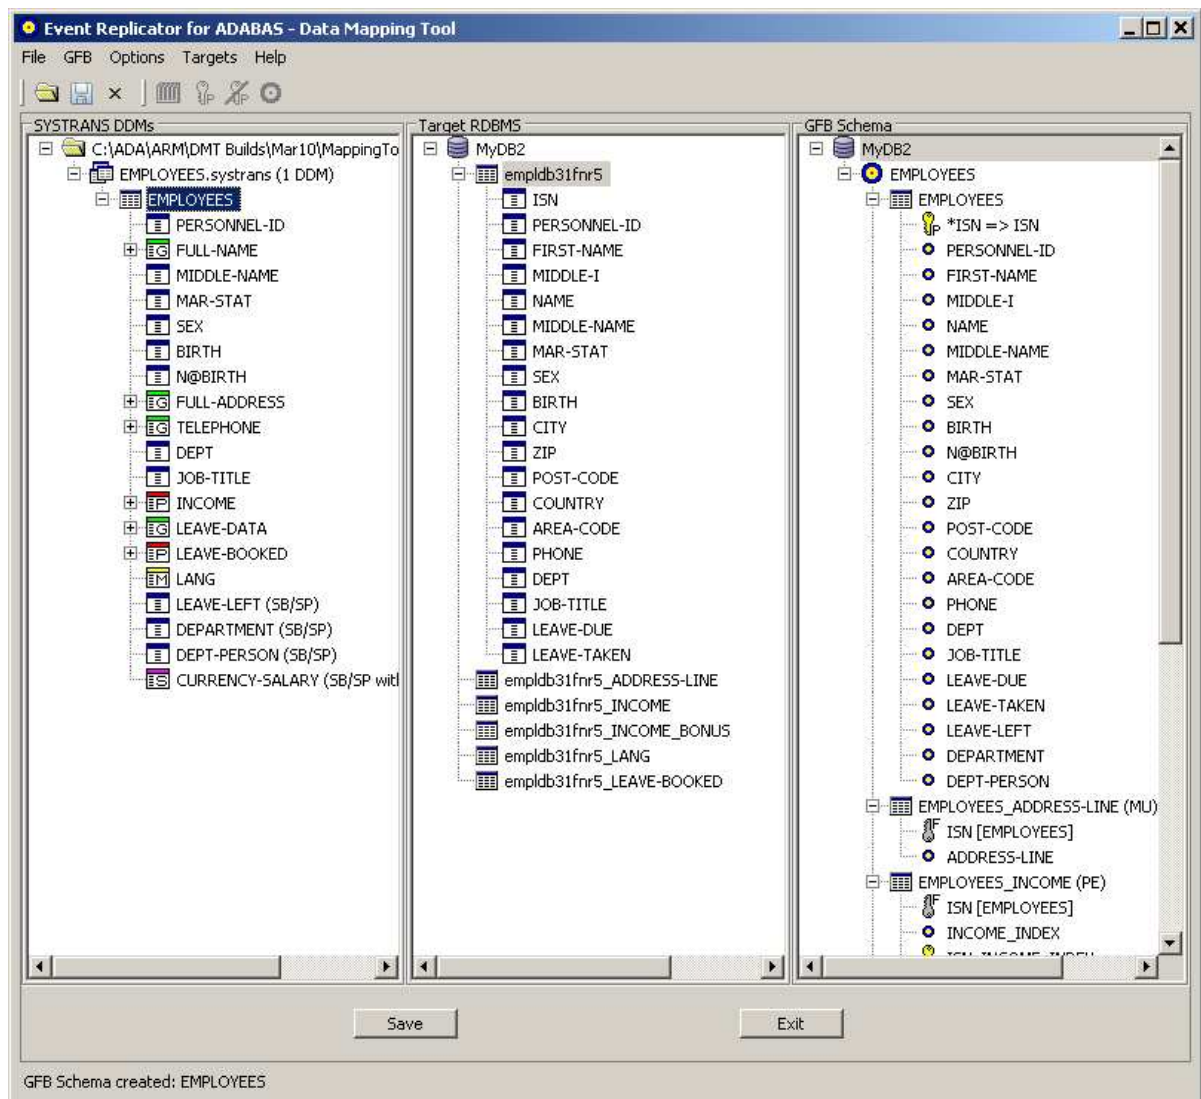 Event Replicator for ADABAS - Data Mapping Tool
File GFB Options Targets Help
SYSTRANS DDMs
C:\ADA\ARM\DMT Builds\Mar10\MappingTo
EMPLOYEES.systrans (1 DDM)
EMPLOYEES
PERSONNEL-ID
FULL-NAME
MIDDLE-NAME
MAR-STAT
SEX
BIRTH
N@BIRTH
FULL-ADDRESS
TELEPHONE
DEPT
JOB-TITLE
INCOME
LEAVE-DATA
LEAVE-BOOKED
LANG
LEAVE-LEFT (SB/SP)
DEPARTMENT (SB/SP)
DEPT-PERSON (SB/SP)
CURRENCY-SALARY (SB/SP witl
Target RDBMS
MyDB2
empldb31fnr5
ISN
PERSONNEL-ID
FIRST-NAME
MIDDLE-I
NAME
MIDDLE-NAME
MAR-STAT
SEX
BIRTH
CITY
ZIP
POST-CODE
COUNTRY
AREA-CODE
PHONE
DEPT
JOB-TITLE
LEAVE-DUE
LEAVE-TAKEN
empldb31fnr5_ADDRESS-LINE
empldb31fnr5_INCOME
empldb31fnr5_INCOME_BONUS
empldb31fnr5_LANG
empldb31fnr5_LEAVE-BOOKED
GFB Schema
MyDB2
EMPLOYEES
EMPLOYEES
*ISN => ISN
PERSONNEL-ID
FIRST-NAME
MIDDLE-I
NAME
MIDDLE-NAME
MAR-STAT
SEX
BIRTH
N@BIRTH
CITY
ZIP
POST-CODE
COUNTRY
AREA-CODE
PHONE
DEPT
JOB-TITLE
LEAVE-DUE
LEAVE-TAKEN
LEAVE-LEFT
DEPARTMENT
DEPT-PERSON
EMPLOYEES_ADDRESS-LINE (MU)
ISN [EMPLOYEES]
ADDRESS-LINE
EMPLOYEES_INCOME (PE)
ISN [EMPLOYEES]
INCOME_INDEX
Save Exit
GFB Schema created: EMPLOYEES